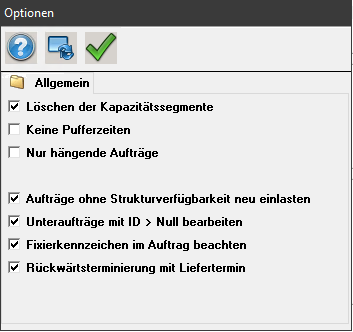 Optionen
Allgemein
Löschen der Kapazitätssegmente
Keine Pufferzeiten
Nur hängende Aufträge
Aufträge ohne Strukturverfügbarkeit neu einlasten
Unteraufträge mit ID > Null bearbeiten
Fixierkennzeichen im Auftrag beachten
Rückwärtsterminierung mit Liefertermin